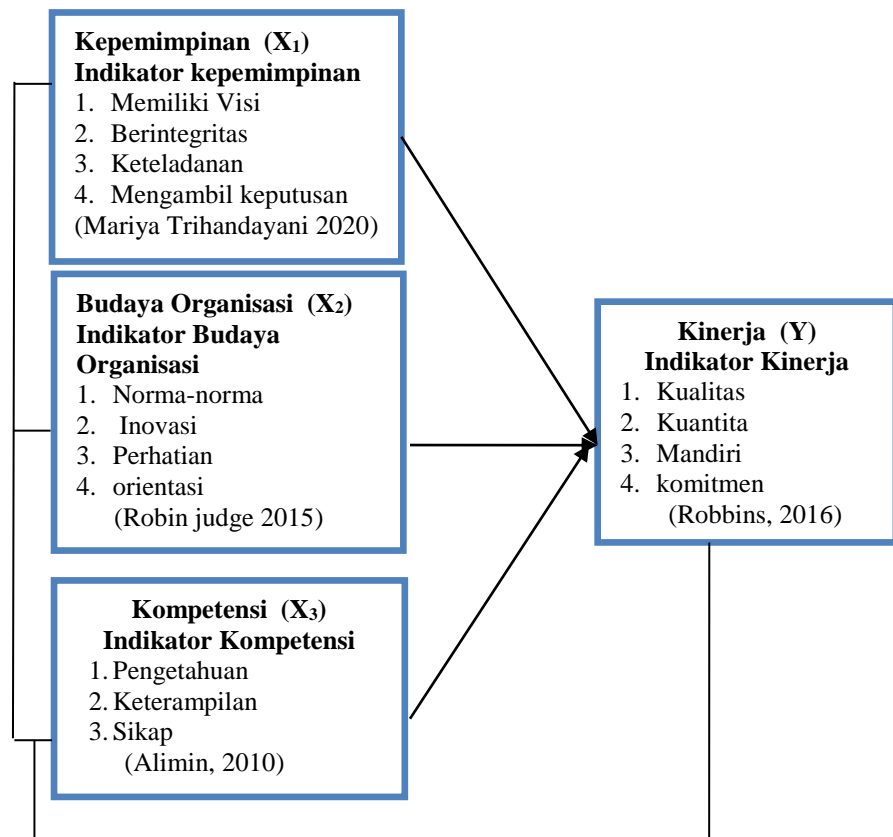 Kepemimpinan (X₁)
Indikator kepemimpinan
1. Memiliki Visi
2. Berintegritas
3. Keteladanan
4. Mengambil keputusan
(Mariya Trihandayani 2020)
Budaya Organisasi (X₂)
Indikator Budaya
Organisasi
1. Norma-norma
2. Inovasi
3. Perhatian
4. orientasi
(Robin judge 2015)
Kompetensi (X₃)
Indikator Kompetensi
1. Pengetahuan
2. Keterampilan
3. Sikap
(Alimin, 2010)
Kinerja (Y)
Indikator Kinerja
1. Kualitas
2. Kuantita
3. Mandiri
4. komitmen
(Robbins, 2016)